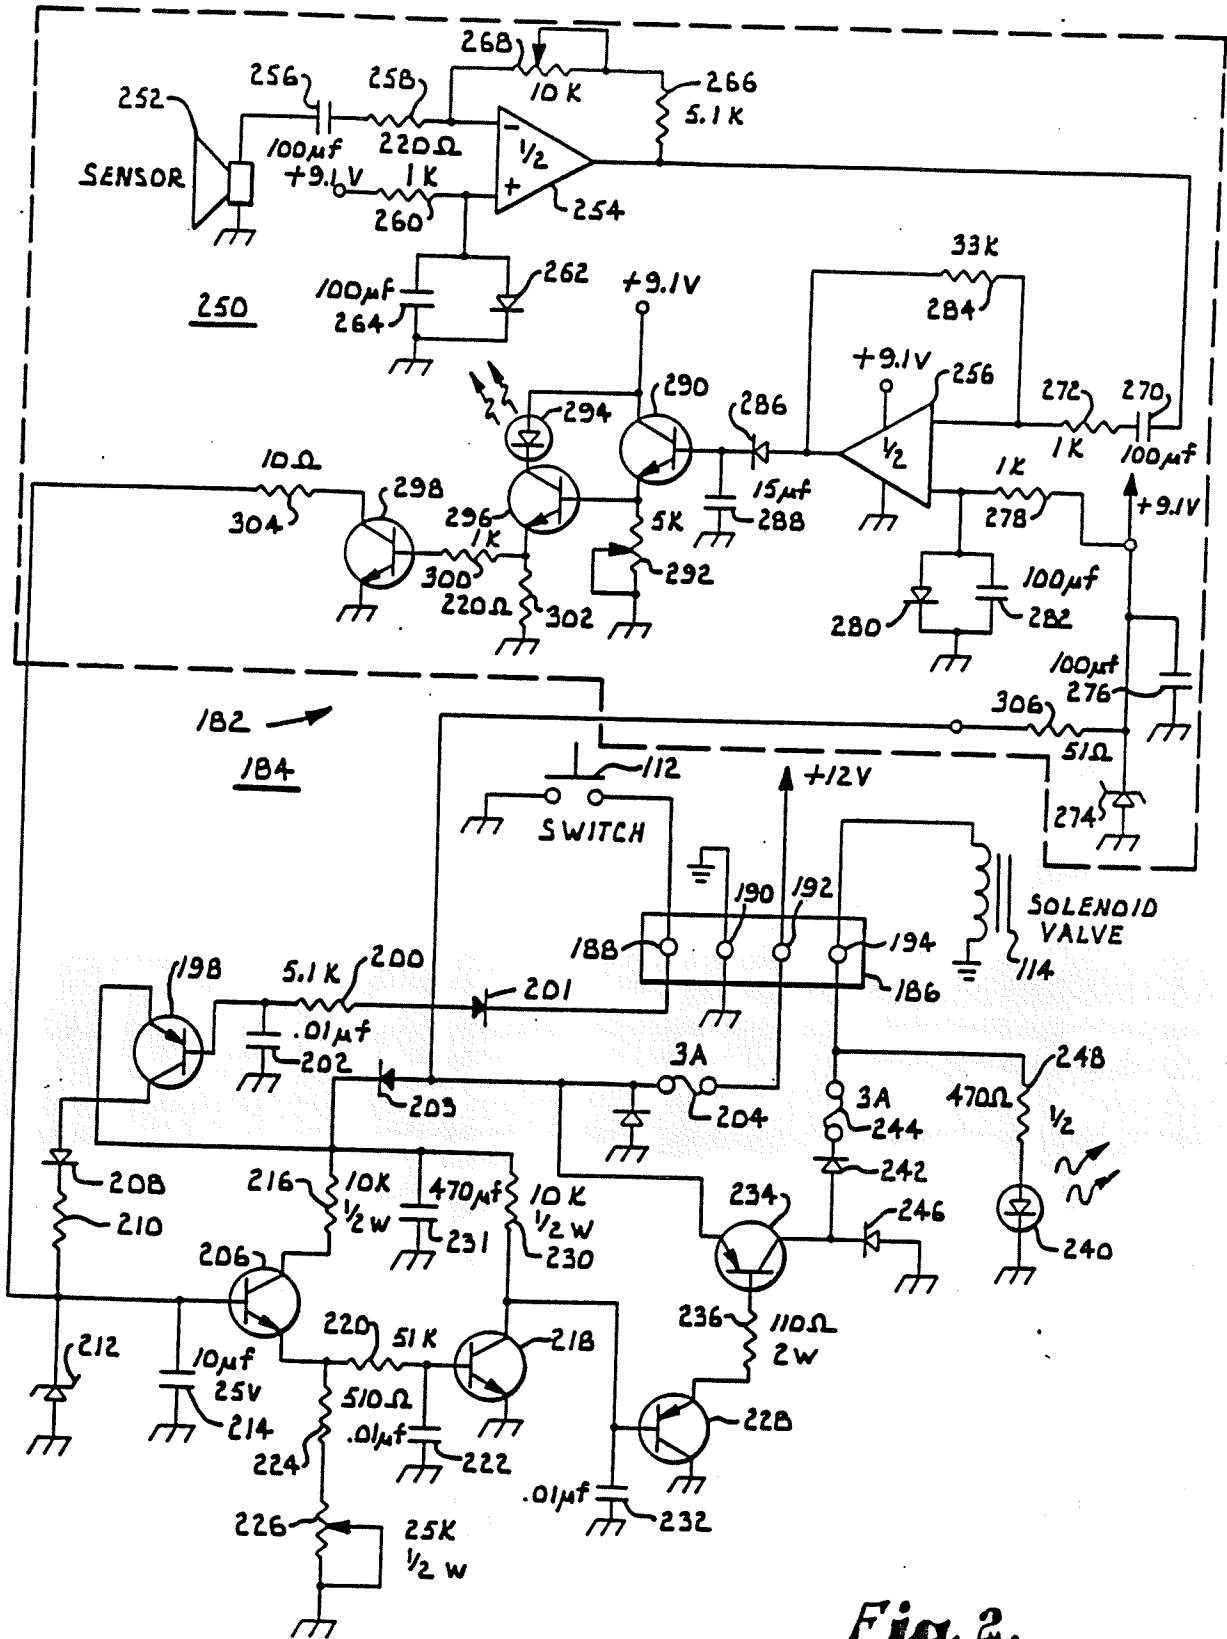 268
10K
266
5.1K
256
258
252
100µf
220Ω
1/2
-
+
SENSOR
+9.1V
1K
260
254
33K
284
100µf
264
262
+9.1V
250
+9.1V
256
290
286
272
270
294
1/2
1K
100µf
10Ω
298
304
296
1K
300
220Ω
302
5K
292
15µf
288
1K
278
+9.1V
280
100µf
282
100µf
276
306
51Ω
274
182
184
112
SWITCH
+12V
190
192
188
194
186
SOLENOID
VALVE
114
198
5.1K
200
201
.01µf
202
203
3A
204
248
470Ω
1/2
3A
244
242
208
210
216
10K
1/2 W
470µf
231
10K
1/2 W
230
234
246
240
206
220
51K
218
236
110Ω
2W
212
10µf
25V
214
510Ω
224
.01µf
222
228
.01µf
232
226
25K
1/2 W
Fig. 2.